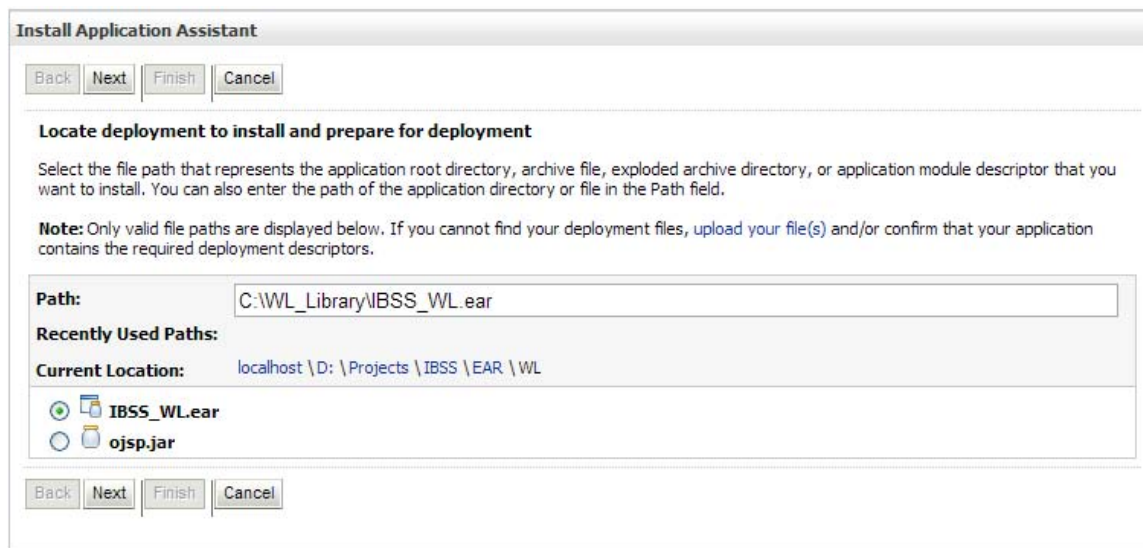 Install Application Assistant
Back Next Finish Cancel
Locate deployment to install and prepare for deployment
Select the file path that represents the application root directory, archive file, exploded archive directory, or application module descriptor that you
want to install. You can also enter the path of the application directory or file in the Path field.
Note: Only valid file paths are displayed below. If you cannot find your deployment files, upload your file(s) and/or confirm that your application
contains the required deployment descriptors.
Path: C:\WL_Library\IBSS_WL.ear
Recently Used Paths:
Current Location: localhost \ D: \ Projects \ IBSS \ EAR \ WL
IBSS_WL.ear
ojsp.jar
Back Next Finish Cancel